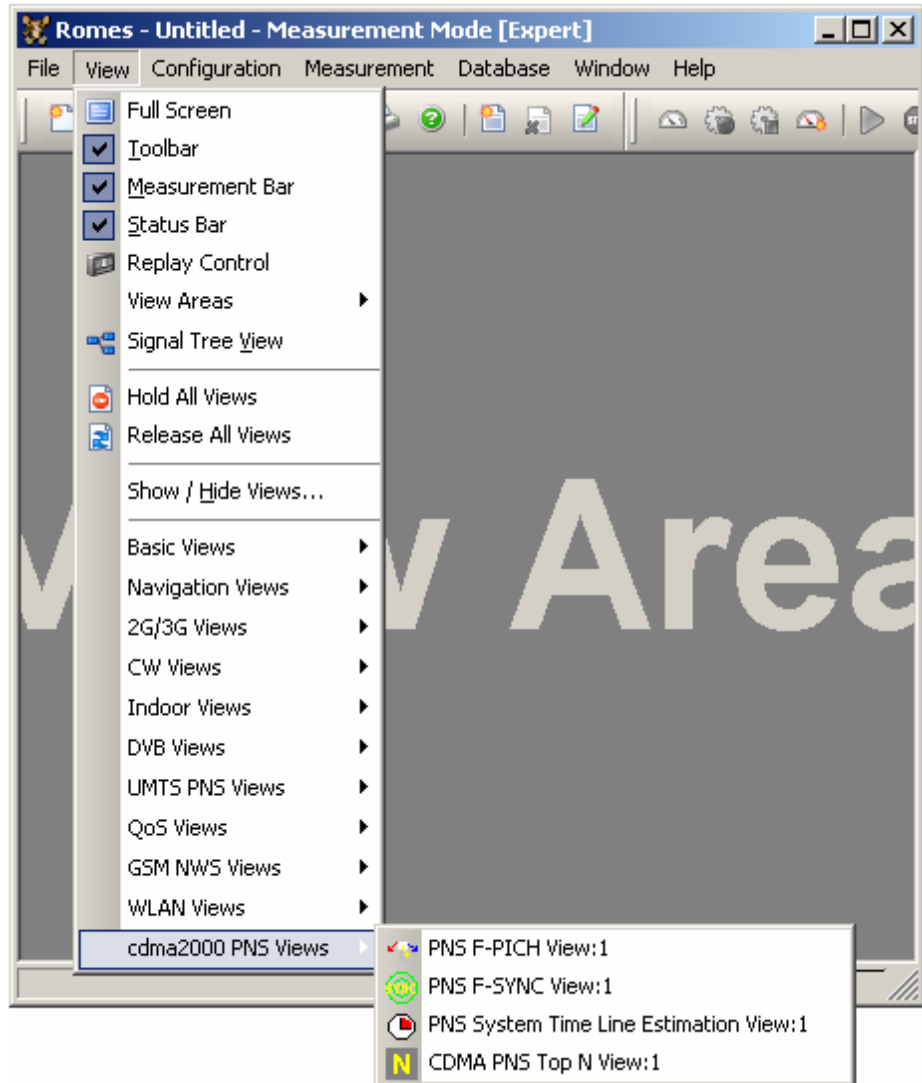 Romes - Untitled - Measurement Mode [Expert]
File View Configuration Measurement Database Window Help
Full Screen
Toolbar
Measurement Bar
Status Bar
Replay Control
View Areas
Signal Tree View
Hold All Views
Release All Views
Show / Hide Views...
Basic Views
Navigation Views
2G/3G Views
CW Views
Indoor Views
DVB Views
UMTS PNS Views
QoS Views
GSM NWS Views
WLAN Views
cdma2000 PNS Views
Area
PNS F-PICH View:1
PNS F-SYNC View:1
PNS System Time Line Estimation View:1
N CDMA PNS Top N View:1